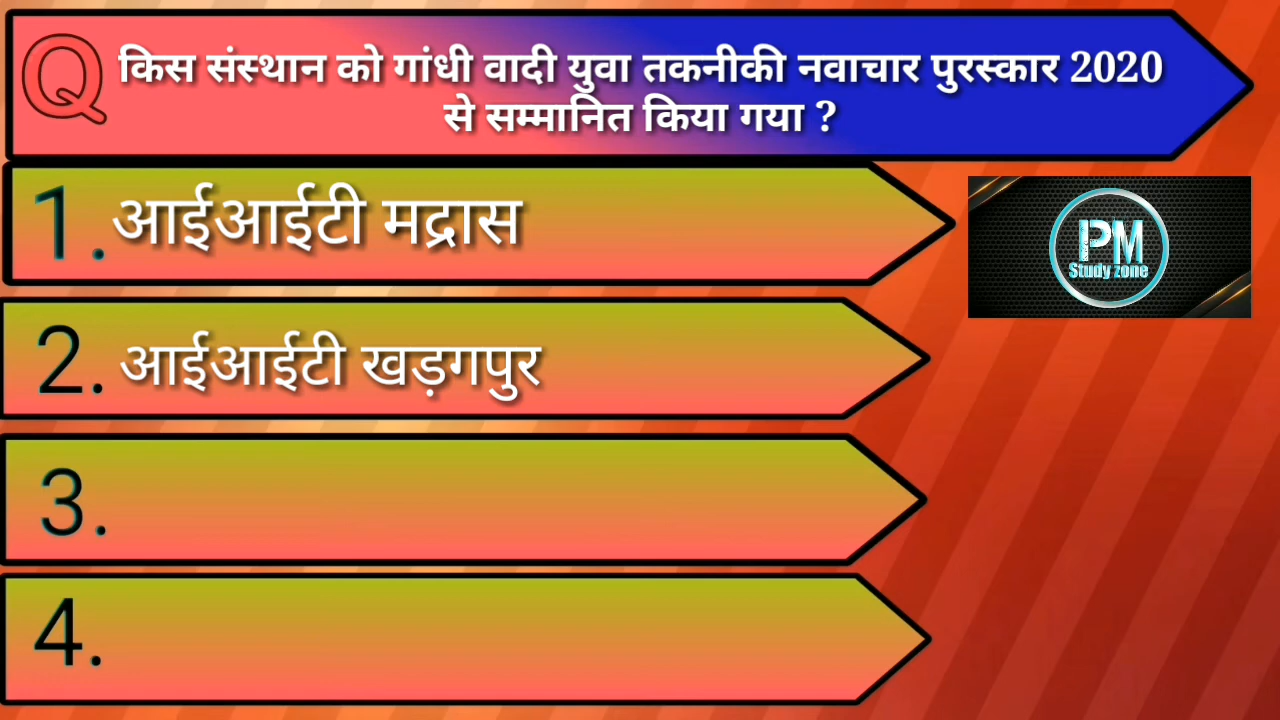 Q किस संस्थान को गांधी वादी युवा तकनीकी नवाचार पुरस्कार 2020
से सम्मानित किया गया ?
1. आईआईटी मद्रास
PM
Study zone
2. आईआईटी खड़गपुर
3.
4.